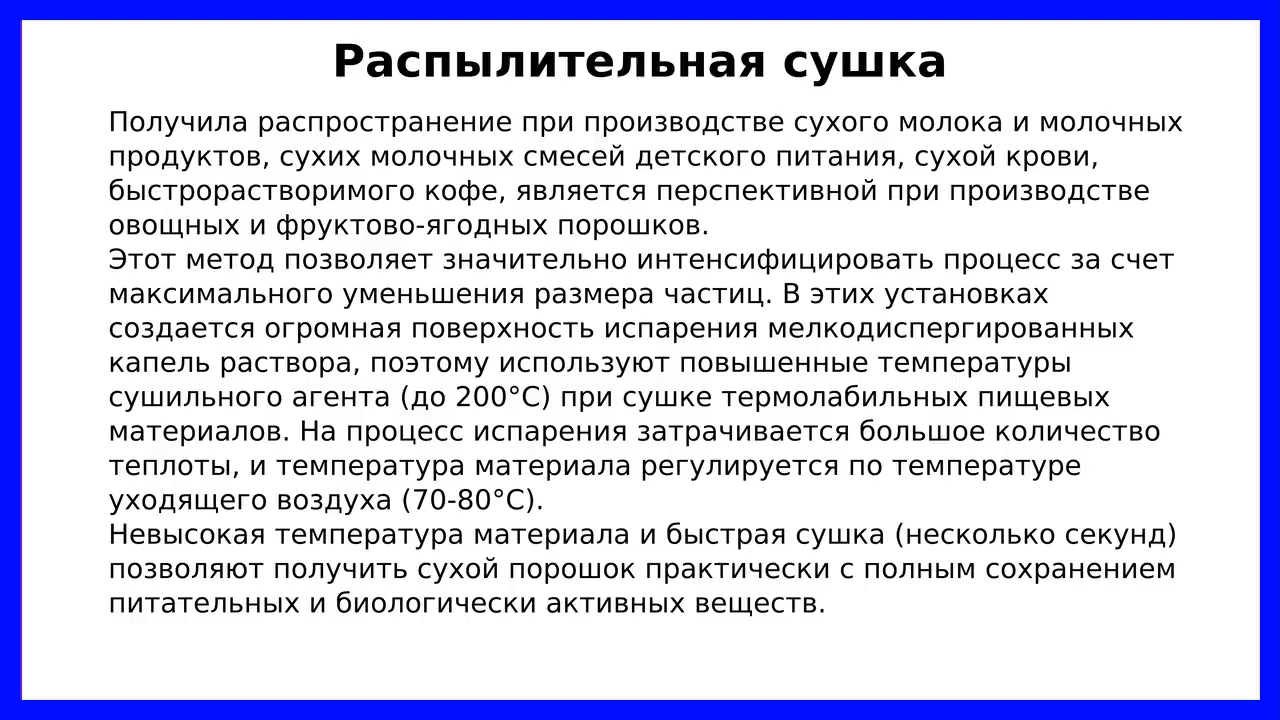 Распылительная сушка
Получила распространение при производстве сухого молока и молочных
продуктов, сухих молочных смесей детского питания, сухой крови,
быстрорастворимого кофе, является перспективной при производстве
овощных и фруктово-ягодных порошков.
Этот метод позволяет значительно интенсифицировать процесс за счет
максимального уменьшения размера частиц. В этих установках
создается огромная поверхность испарения мелкодиспергированных
капель раствора, поэтому используют повышенные температуры
сушильного агента (до 200°С) при сушке термолабильных пищевых
материалов. На процесс испарения затрачивается большое количество
теплоты, и температура материала регулируется по температуре
уходящего воздуха (70-80°С).
Невысокая температура материала и быстрая сушка (несколько секунд)
позволяют получить сухой порошок практически с полным сохранением
питательных и биологически активных веществ.